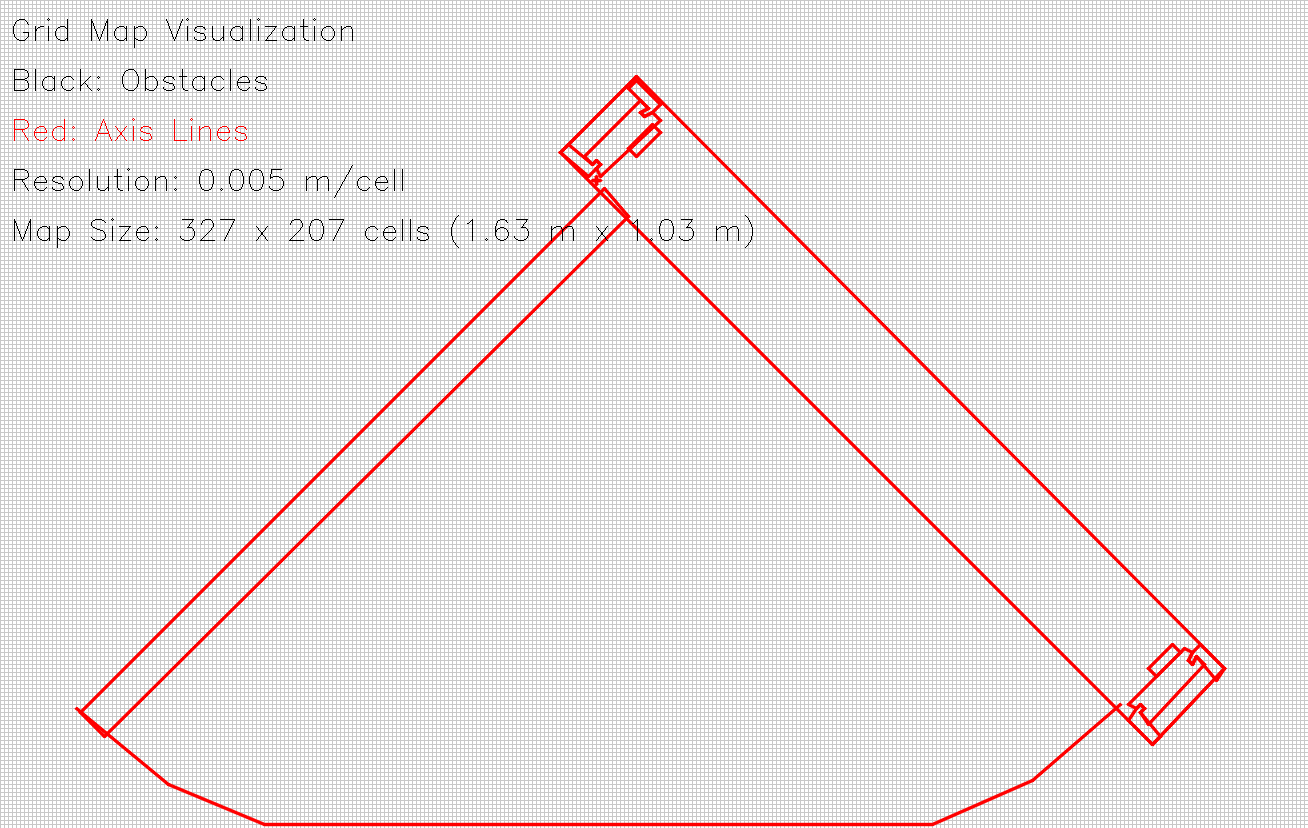 Grid Map Visualization
Black: Obstacles
Red: Axis Lines
Resolution: 0.005 m/cell
Map Size: 327 x 207 cells (1.63 m x 1.03 m)